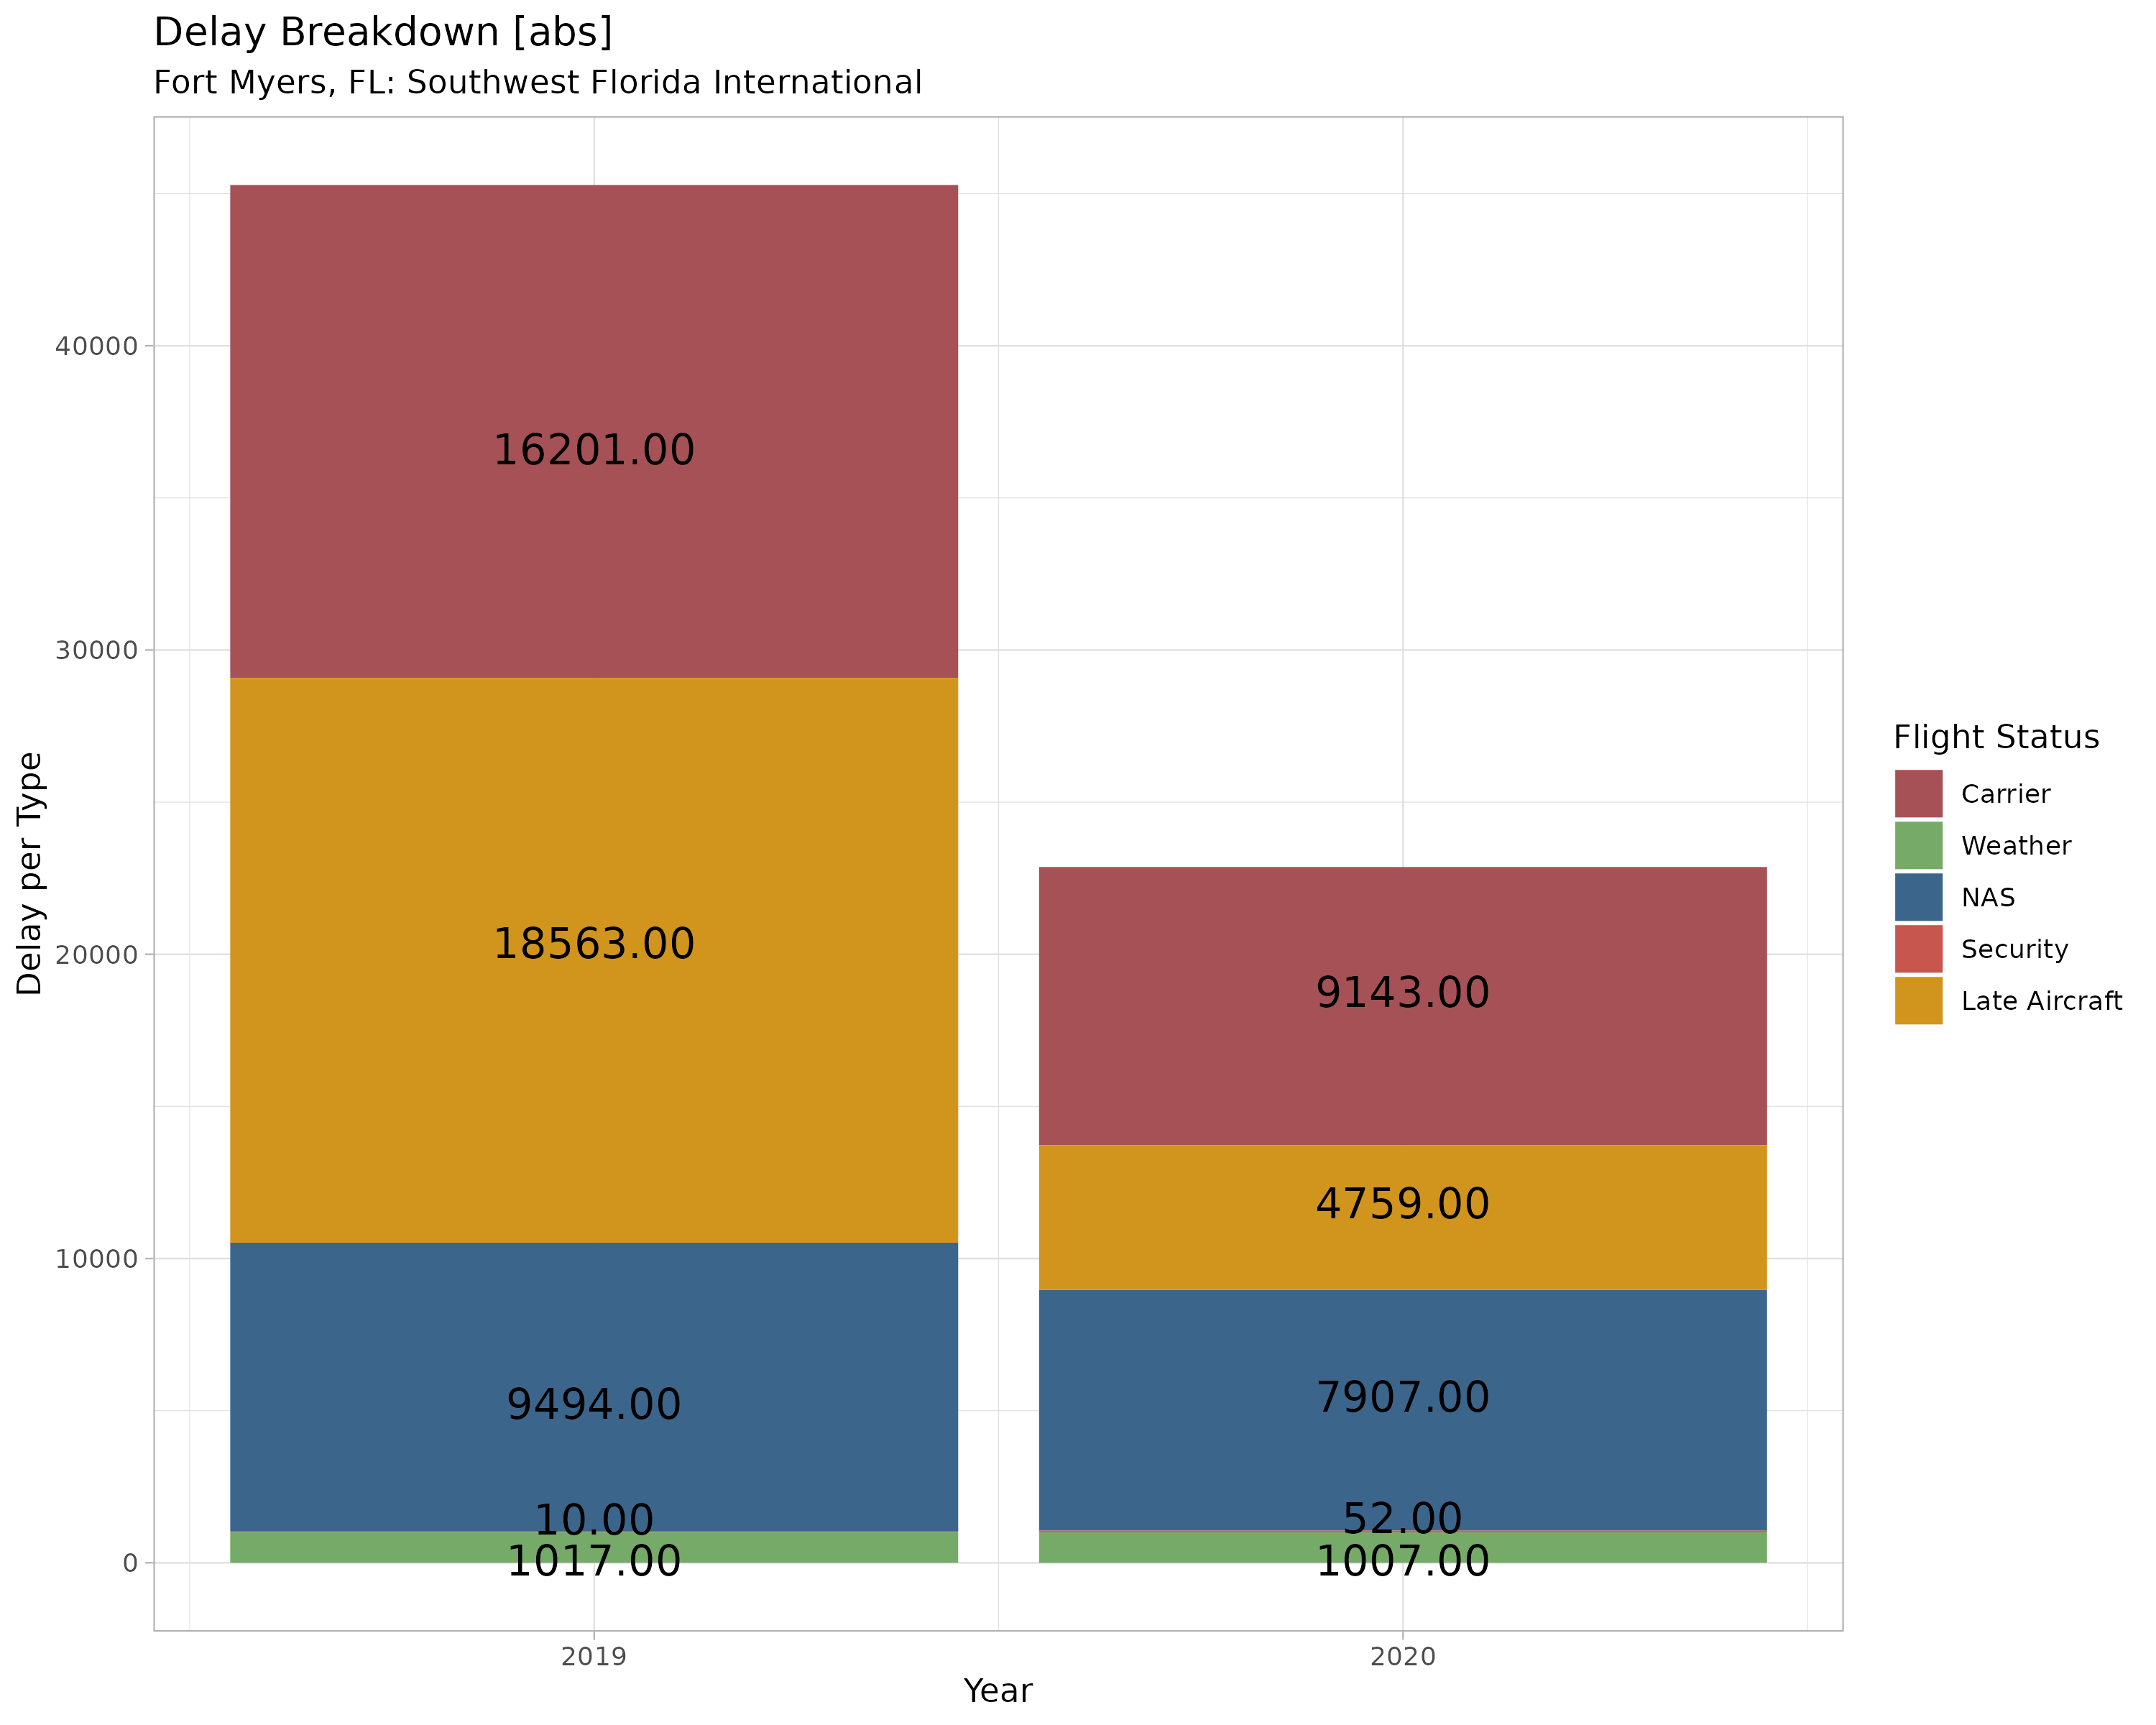 Delay Breakdown [abs]
Fort Myers, FL: Southwest Florida International
Delay per Type
40000
30000
20000
10000
0
16201.00
18563.00
9494.00
10.00
1017.00
9143.00
4759.00
7907.00
52.00
1007.00
2019
2020
Year
Flight Status
Carrier
Weather
NAS
Security
Late Aircraft